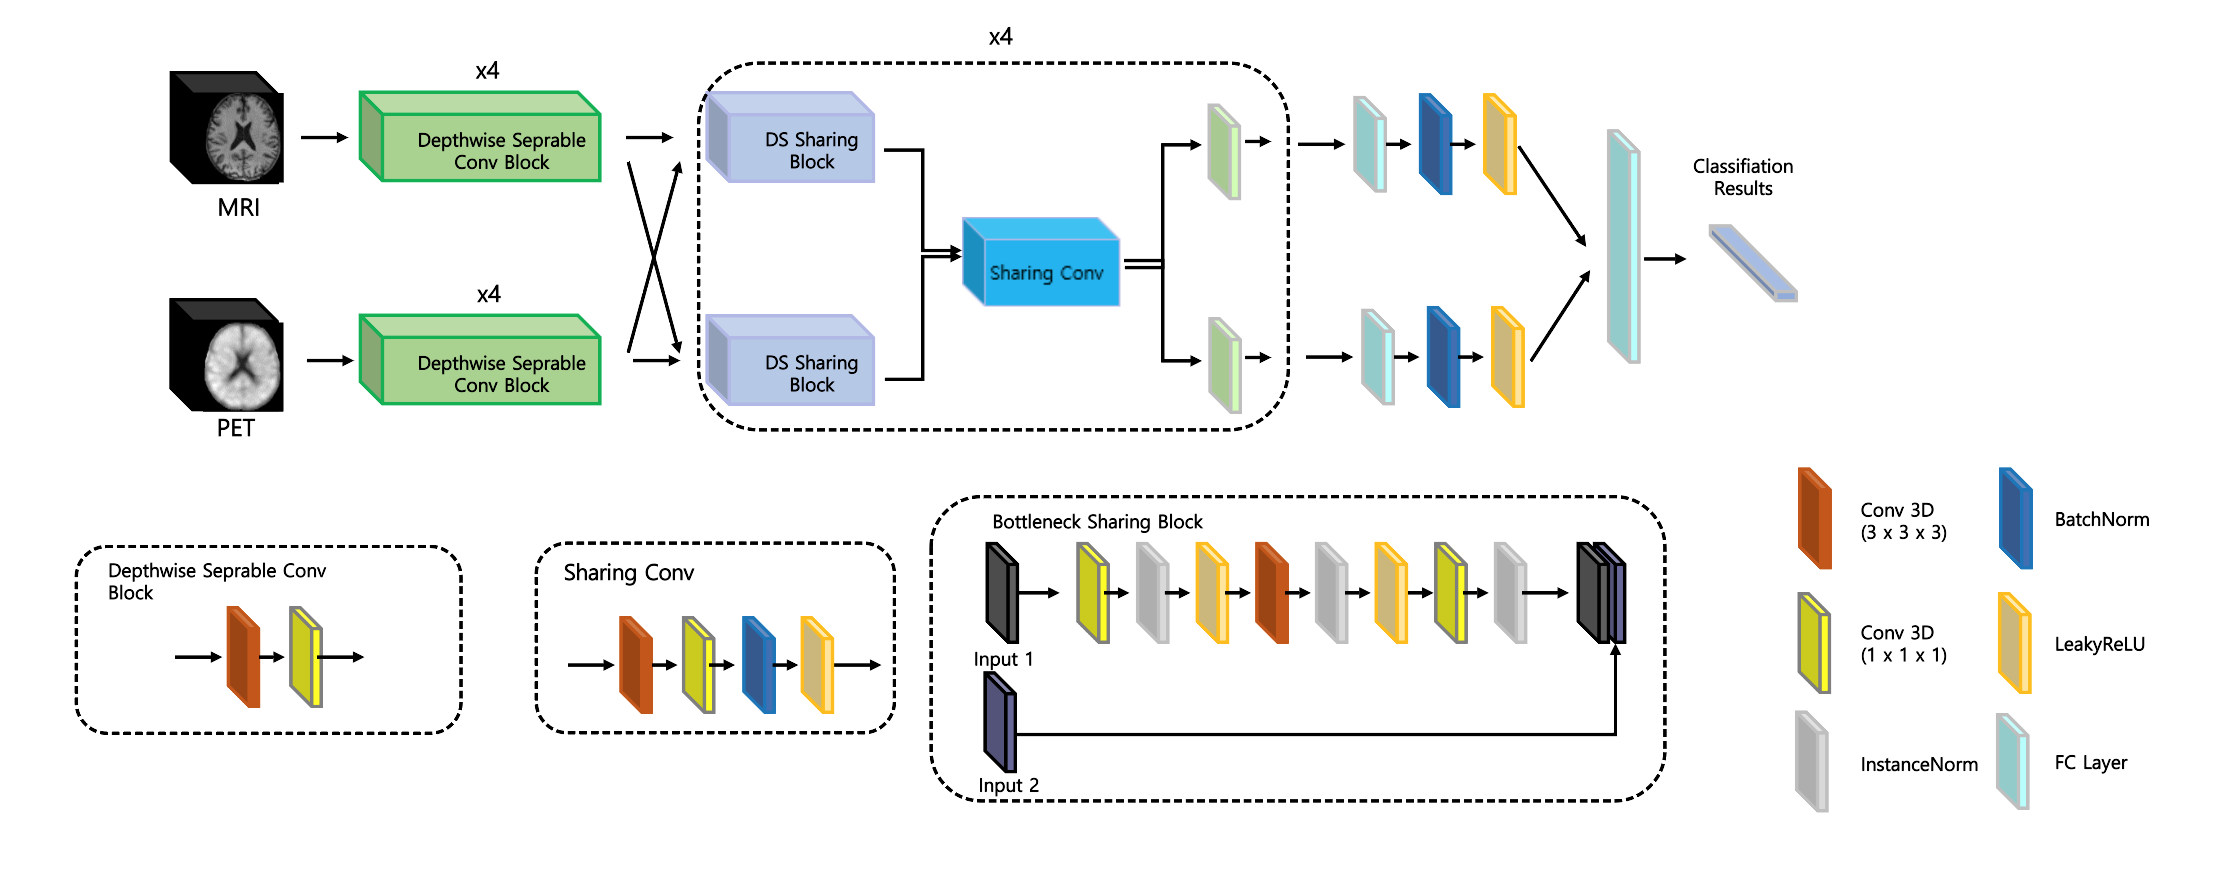 x4
x4
Depthwise Seprable
Conv Block
DS Sharing
Block
MRI
Sharing Conv
Classifiation
Results
x4
Depthwise Seprable
Conv Block
DS Sharing
Block
PET
Depthwise Seprable Conv
Block
Sharing Conv
Bottleneck Sharing Block
Input 1
Input 2
Conv 3D
(3 x 3 x 3)
BatchNorm
Conv 3D
(1 x 1 x 1)
LeakyReLU
InstanceNorm
FC Layer